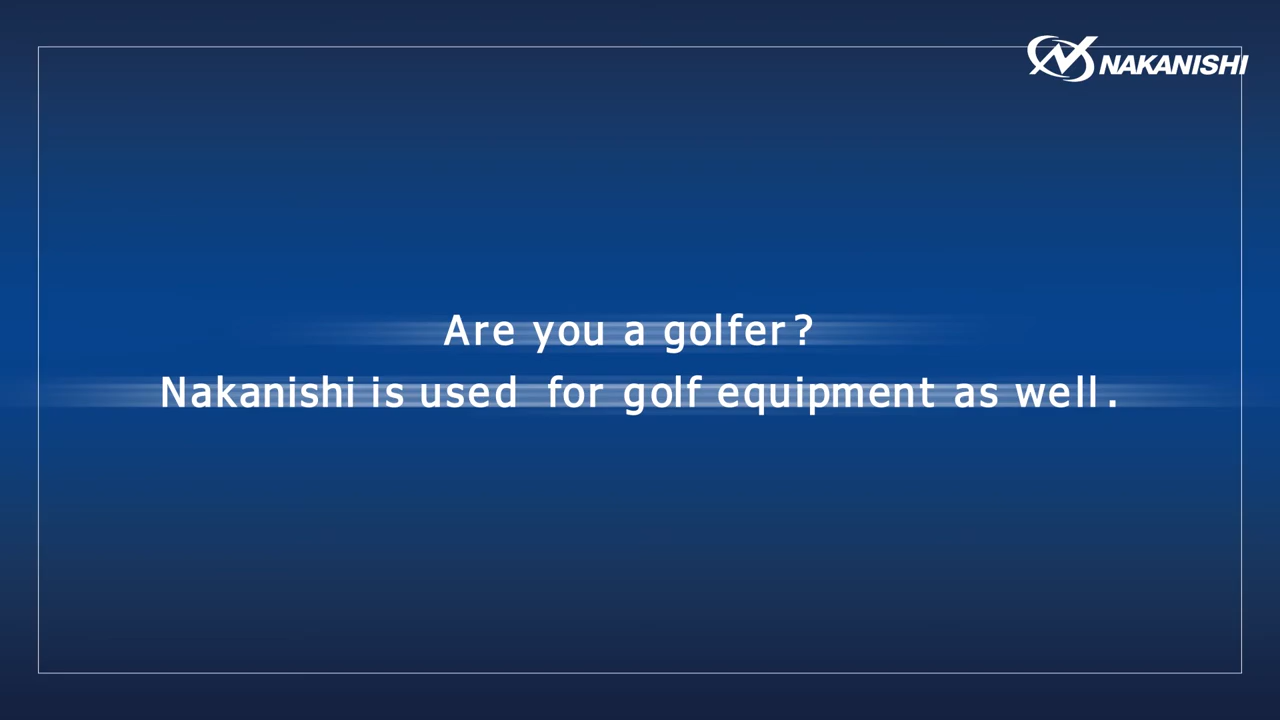 NAKANISHI
Are you a golfer?
Nakanishi is used for golf equipment as well.